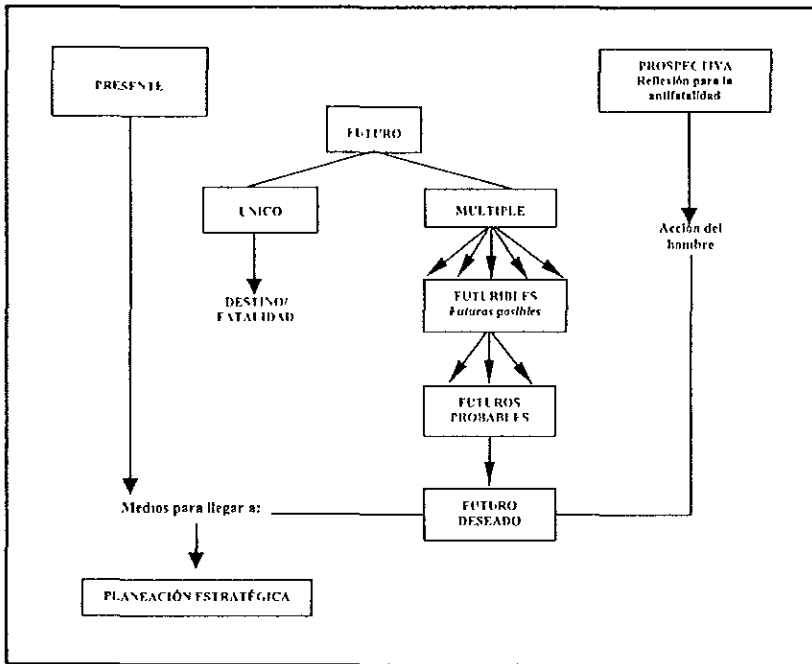 PRESENTE
PROSPECTIVA
Reflexión para la
antifatalidad
FUTURO
UNICO
MULTIPLE
Acción del
hombre
DESTINO/
FATALIDAD
FUTURIBLES
Futuros posibles
FUTUROS
PROBABLES
Medios para llegar a:
FUTURO
DESEADO
PLANEACIÓN ESTRATÉGICA